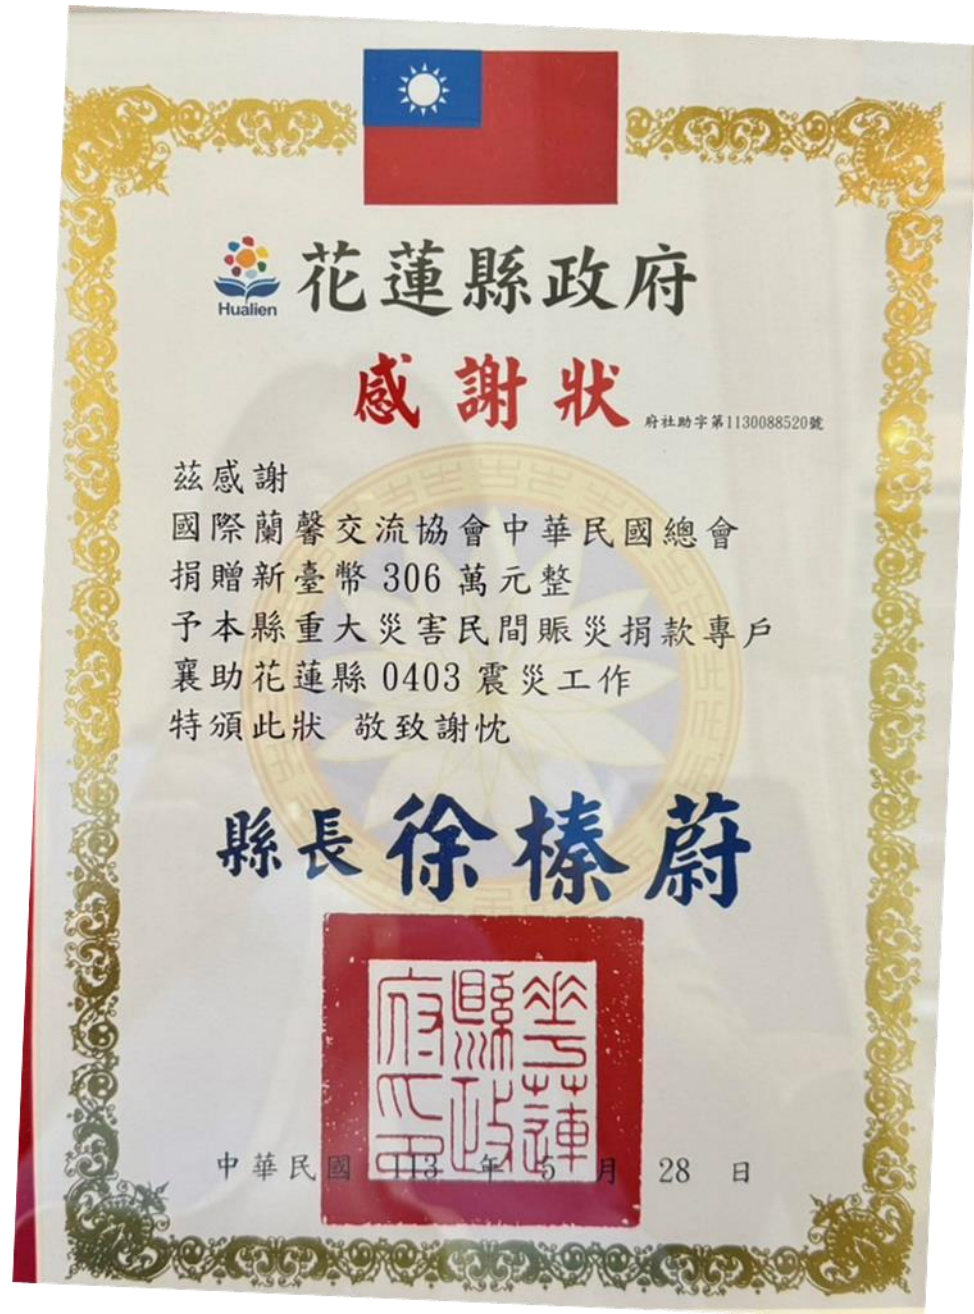 Hualien
花蓮縣政府
感謝狀
府社助字第1130088520號
茲感謝
國際蘭馨交流協會中華民國總會
捐贈新臺幣 306 萬元整
予本縣重大災害民間賑災捐款專戶
襄助花蓮縣 0403 震災工作
特頒此狀 敬致謝忱
縣長 徐榛蔚
花蓮縣政府印
中華民國 113 年 5 月 28 日